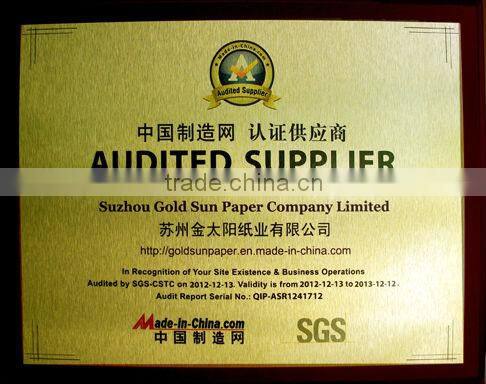 Made-in-China.com
Audited Supplier
中国制造网 认证供应商
AUDITED SUPPLIER
trade.china.cn
Suzhou Gold Sun Paper Company Limited
苏州金太阳纸业有限公司
http://goldsunpaper.en.made-in-china.com
In Recognition of Your Site Existence & Business Operations
Audited by SGS-CSTC on 2012-12-13. Validity is from 2012-12-13 to 2013-12-12.
Audit Report Serial No.: QIP-ASR1241712
Made-in-China.com
中国制造网
SGS